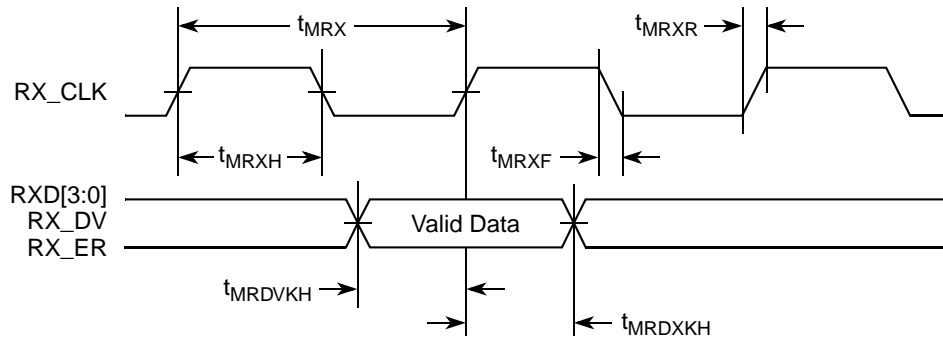 tMRX
tMRXR
RX_CLK
tMRXH
tMRXF
RXD[3:0]
RX_DV
RX_ER
Valid Data
tMRDVKH
tMRDXKH